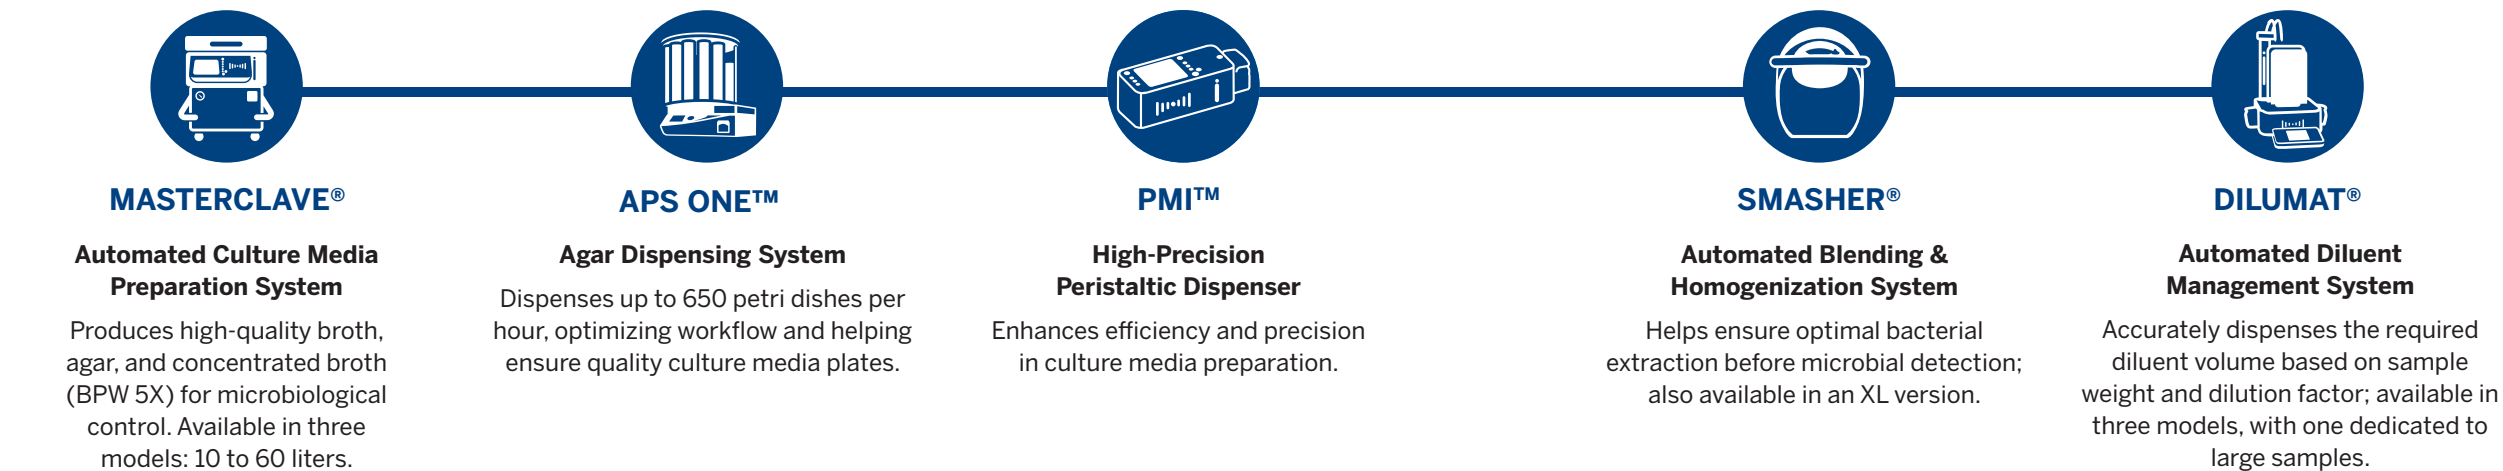 MASTERCLAVE®
Automated Culture Media
Preparation System
Produces high-quality broth,
agar, and concentrated broth
(BPW 5X) for microbiological
control. Available in three
models: 10 to 60 liters.
APS ONE™
Agar Dispensing System
Dispenses up to 650 petri dishes per
hour, optimizing workflow and helping
ensure quality culture media plates.
PMI™
High-Precision
Peristaltic Dispenser
Enhances efficiency and precision
in culture media preparation.
SMASHER®
Automated Blending &
Homogenization System
Helps ensure optimal bacterial
extraction before microbial detection;
also available in an XL version.
DILUMAT®
Automated Diluent
Management System
Accurately dispenses the required
diluent volume based on sample
weight and dilution factor; available in
three models, with one dedicated to
large samples.